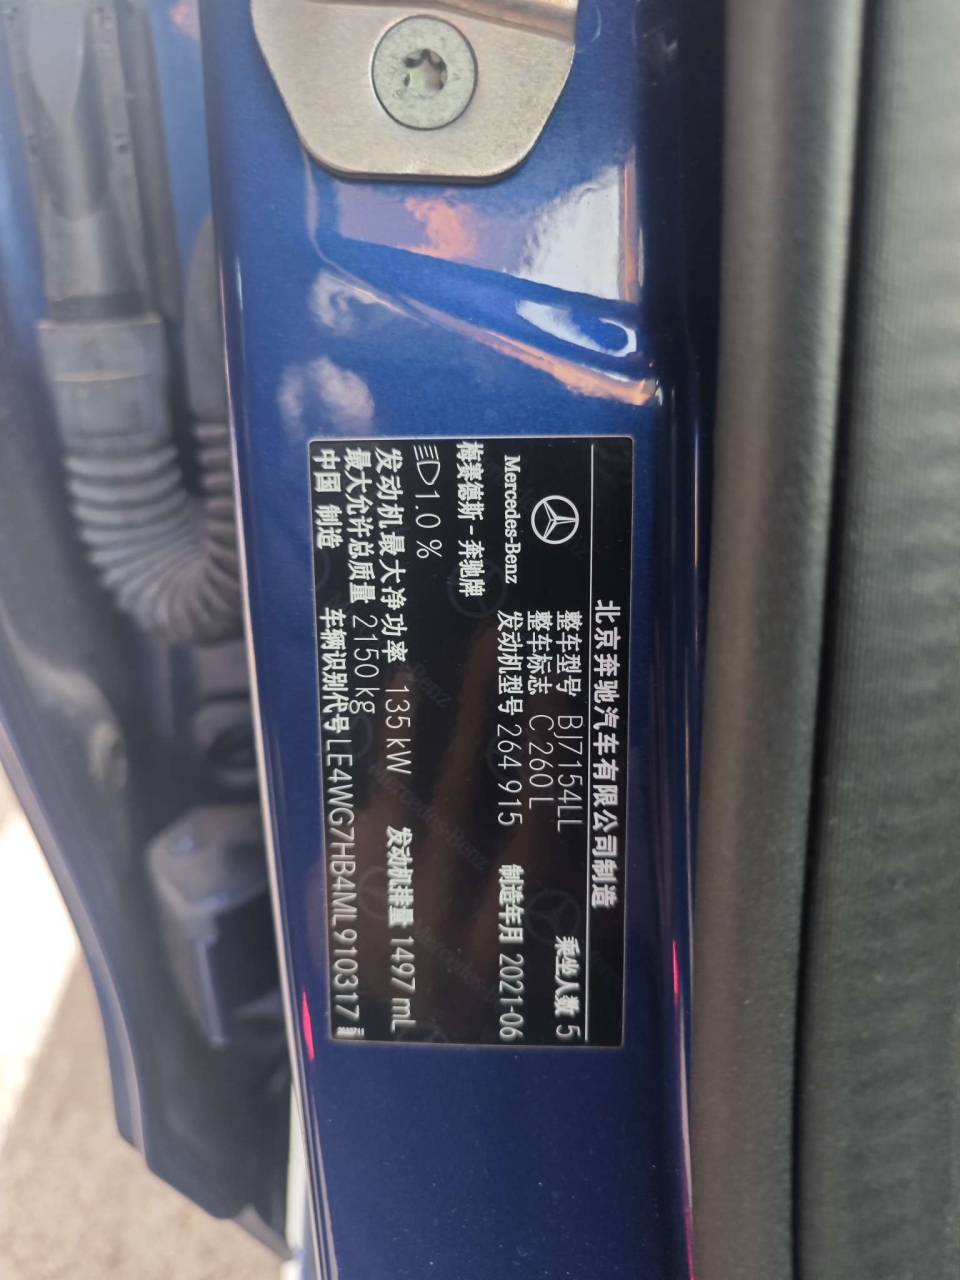 北京奔驰汽车有限公司制造
Mercedes-Benz
梅赛德斯-奔驰牌
整车型号 BJ7154LL 乘坐人数 5
整车标志 C 260 L
发动机型号 264 915 制造年月 2021-06
1.0 %
发动机最大净功率 135 kW 发动机排量 1497 mL
最大允许总质量 2150 kg
中国 制造 车辆识别代号 LE4WG7HB4ML910317